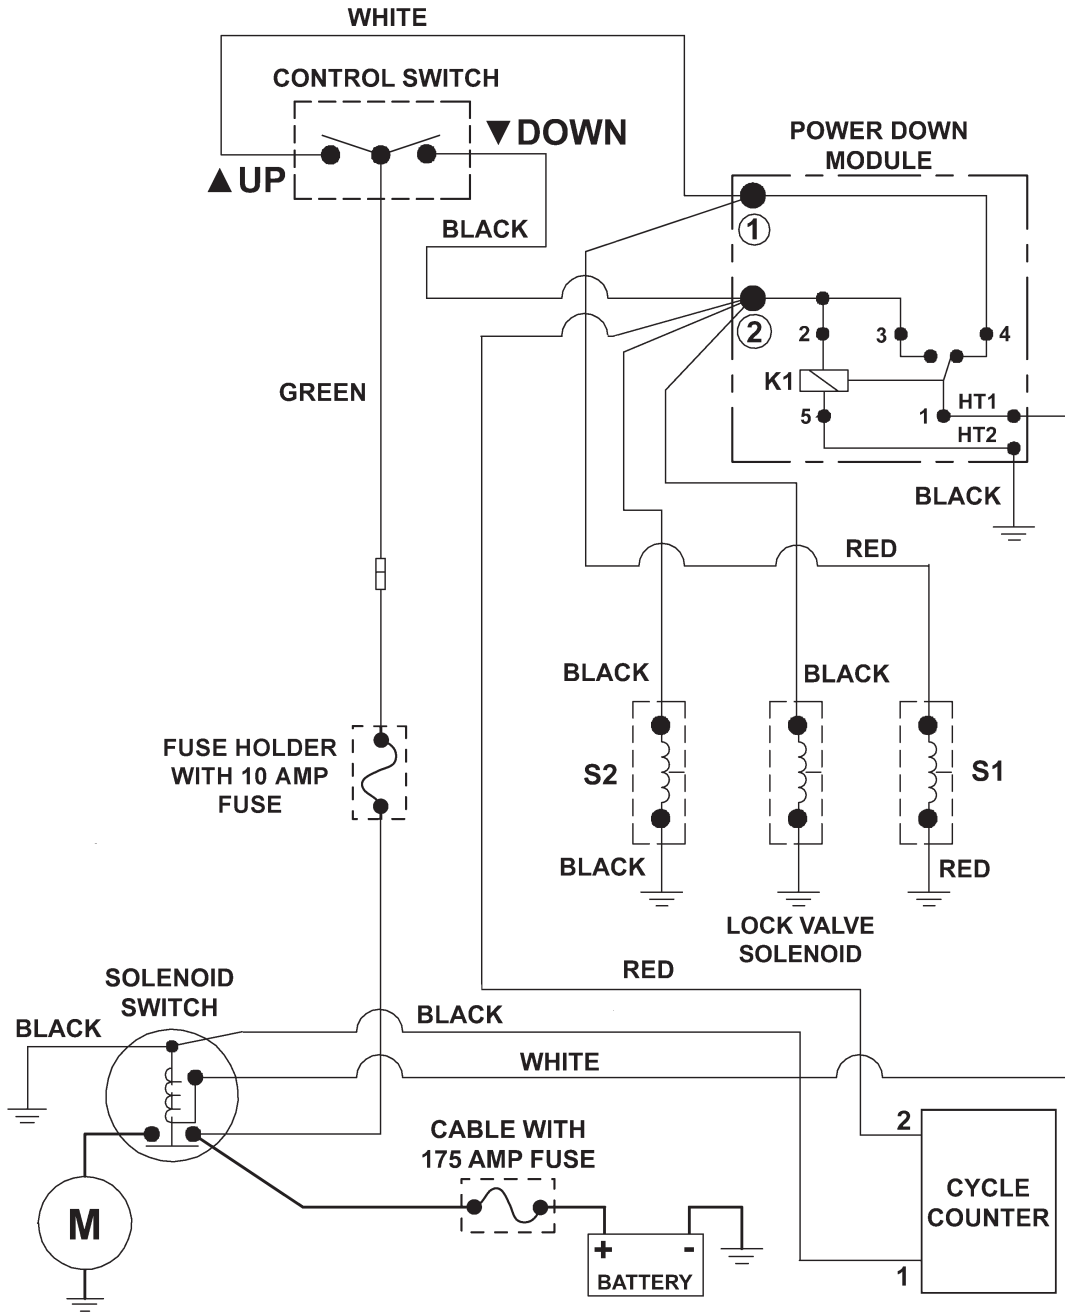 WHITE
CONTROL SWITCH
▼DOWN
▲UP
POWER DOWN
MODULE
BLACK
1
2
2
3
4
K1
GREEN
5
1
HT1
HT2
BLACK
RED
BLACK
BLACK
FUSE HOLDER
WITH 10 AMP
FUSE
S2
S1
BLACK
RED
LOCK VALVE
SOLENOID
RED
SOLENOID
SWITCH
BLACK
BLACK
WHITE
CABLE WITH
175 AMP FUSE
2
CYCLE
COUNTER
1
M
+
-
BATTERY